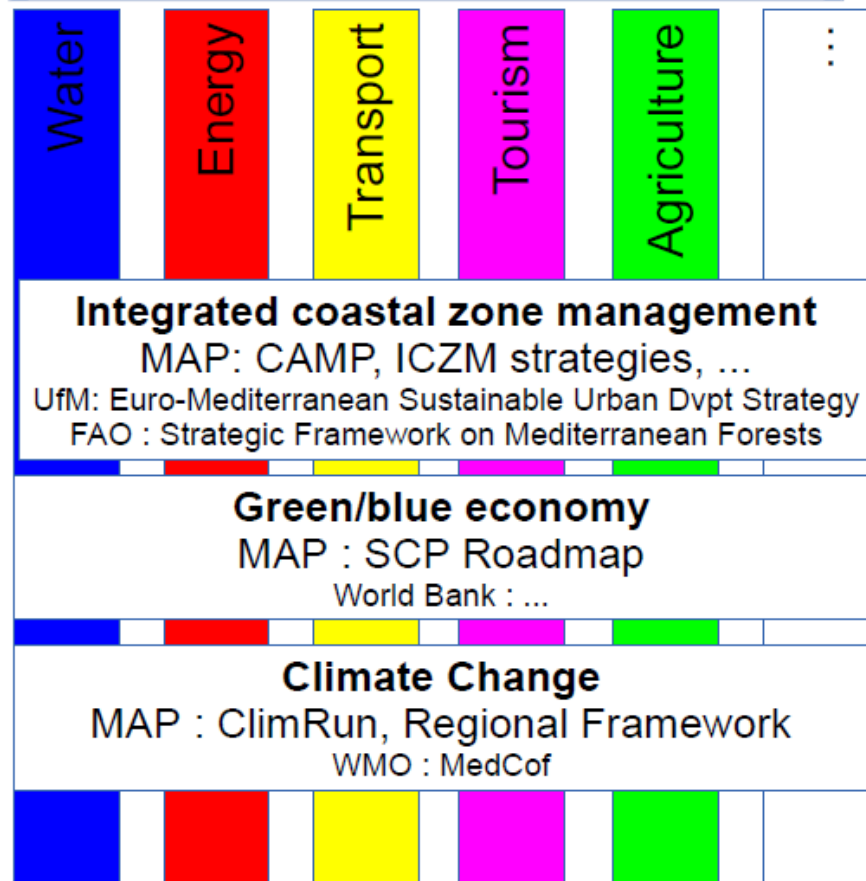 Water
Energy
Transport
Tourism
Agriculture
...
Integrated coastal zone management
MAP: CAMP, ICZM strategies, ...
UfM: Euro-Mediterranean Sustainable Urban Dvpt Strategy
FAO : Strategic Framework on Mediterranean Forests
Green/blue economy
MAP : SCP Roadmap
World Bank : ...
Climate Change
MAP : ClimRun, Regional Framework
WMO : MedCof